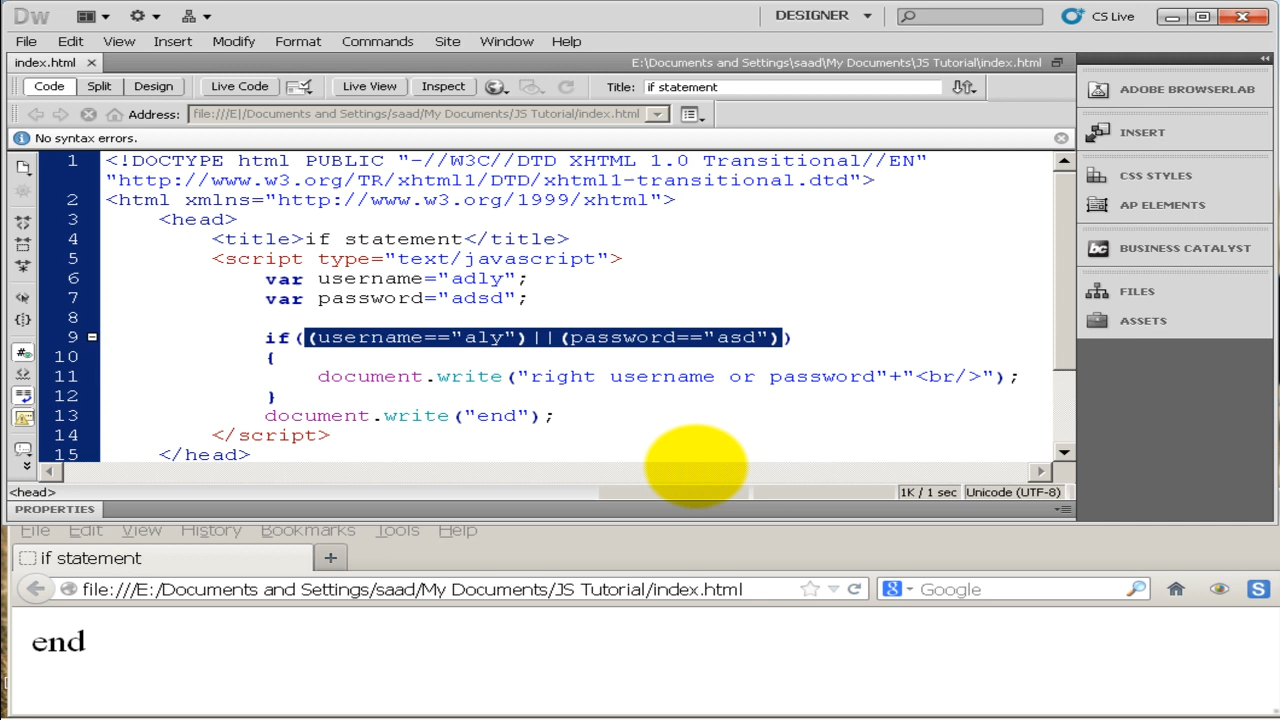 Dw DESIGNER CS Live
File Edit View Insert Modify Format Commands Site Window Help
index.html E:\Documents and Settings\saad\My Documents\JS Tutorial\index.html
Code Split Design Live Code Live View Inspect Title: if statement
Address: file:///E|/Documents and Settings/saad/My Documents/JS Tutorial/index.html
No syntax errors.
1 <!DOCTYPE html PUBLIC "-//W3C//DTD XHTML 1.0 Transitional//EN"
"http://www.w3.org/TR/xhtml1/DTD/xhtml1-transitional.dtd">
2 <html xmlns="http://www.w3.org/1999/xhtml">
3 <head>
4 <title>if statement</title>
5 <script type="text/javascript">
6 var username="adly";
7 var password="adsd";
8
9 if((username=="aly")||(password=="asd"))
10 {
11 document.write("right username or password"+"<br/>");
12 }
13 document.write("end");
14 </script>
15 </head>
<head> 1K / 1 sec Unicode (UTF-8)
PROPERTIES
ADOBE BROWSERLAB
INSERT
CSS STYLES
AP ELEMENTS
BUSINESS CATALYST
FILES
ASSETS
File Edit View History Bookmarks Tools Help
if statement
file:///E:/Documents and Settings/saad/My Documents/JS Tutorial/index.html Google
end